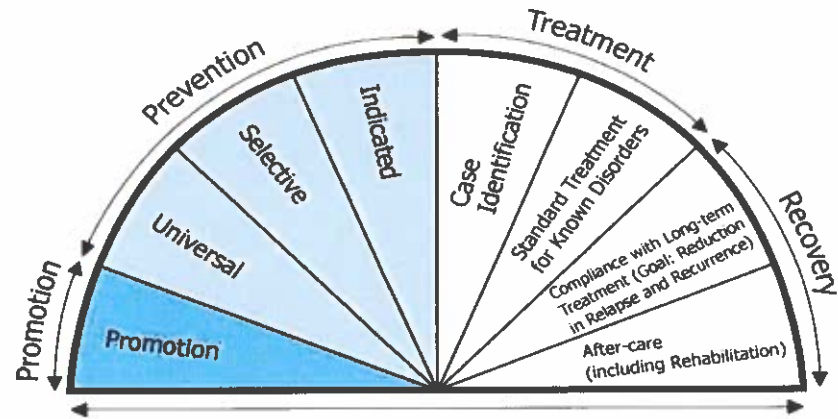 Promotion
Prevention
Treatment
Recovery
Promotion
Universal
Selective
Indicated
Case
Identification
Standard Treatment
for Known Disorders
Compliance with Long-term
Treatment (Goal: Reduction
in Relapse and Recurrence)
After-care
(including Rehabilitation)